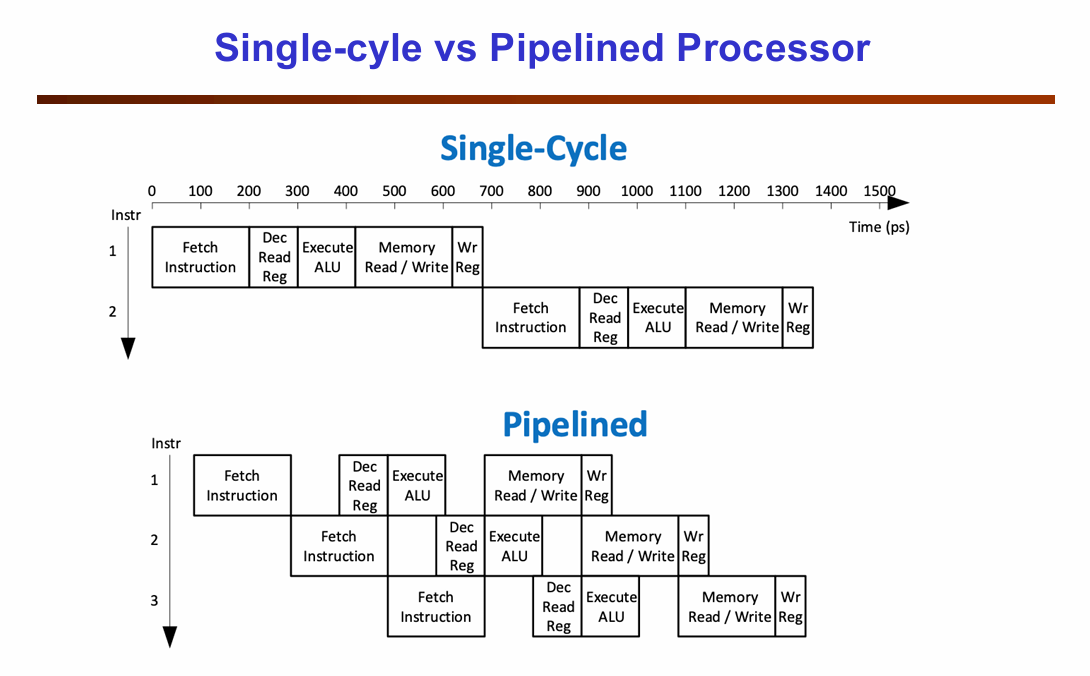 Single-cyle vs Pipelined Processor
Single-Cycle
0 100 200 300 400 500 600 700 800 900 1000 1100 1200 1300 1400 1500
Instr
Time (ps)
1
Fetch
Instruction
Dec
Read
Reg
Execute
ALU
Memory
Read / Write
Wr
Reg
2
Fetch
Instruction
Dec
Read
Reg
Execute
ALU
Memory
Read / Write
Wr
Reg
Pipelined
Instr
1
Fetch
Instruction
Dec
Read
Reg
Execute
ALU
Memory
Read / Write
Wr
Reg
2
Fetch
Instruction
Dec
Read
Reg
Execute
ALU
Memory
Read / Write
Wr
Reg
3
Fetch
Instruction
Dec
Read
Reg
Execute
ALU
Memory
Read / Write
Wr
Reg